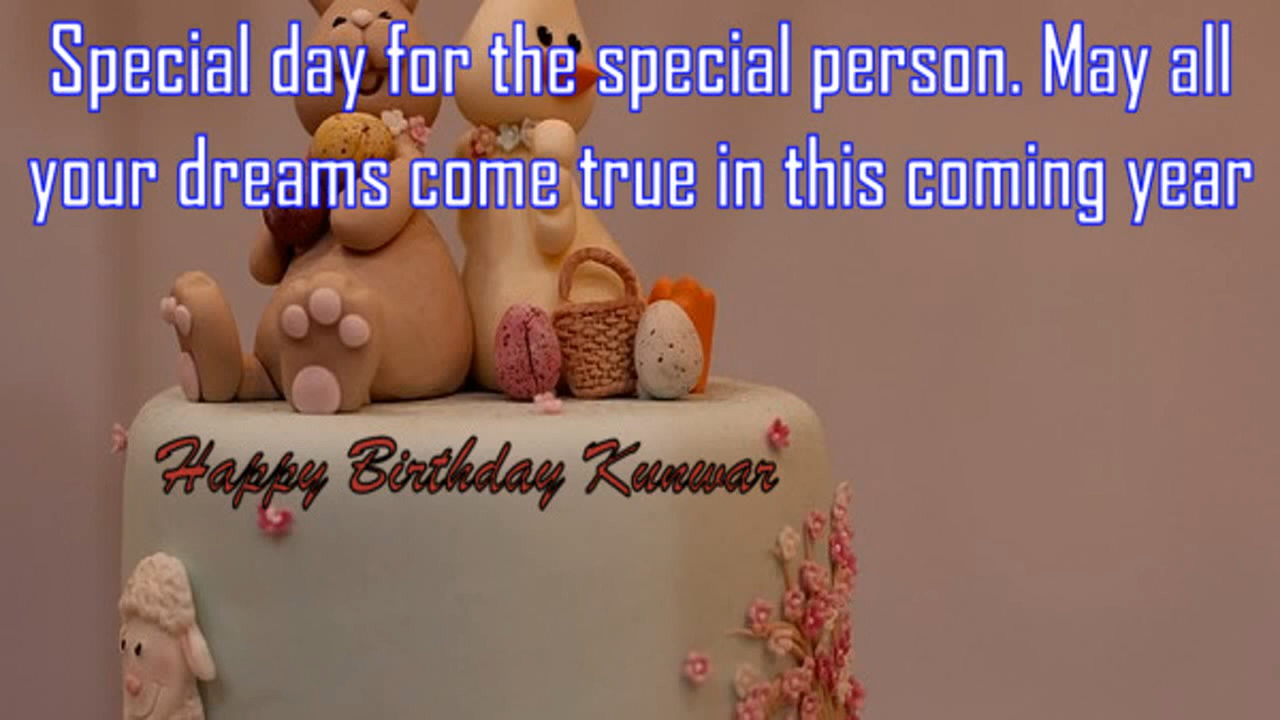 Special day for the special person. May all
your dreams come true in this coming year
Happy Birthday Kunwar